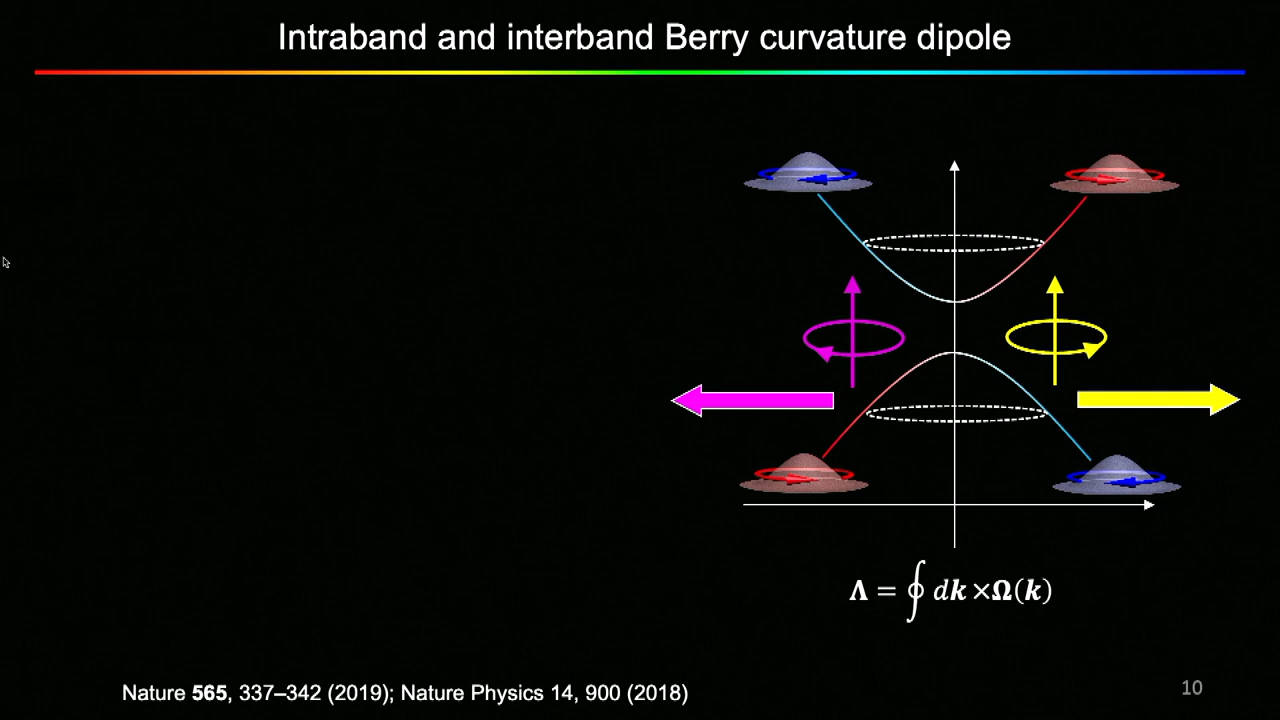 Intraband and interband Berry curvature dipole
Λ = ∮ dk ×Ω(k)
Nature 565, 337–342 (2019); Nature Physics 14, 900 (2018)
10